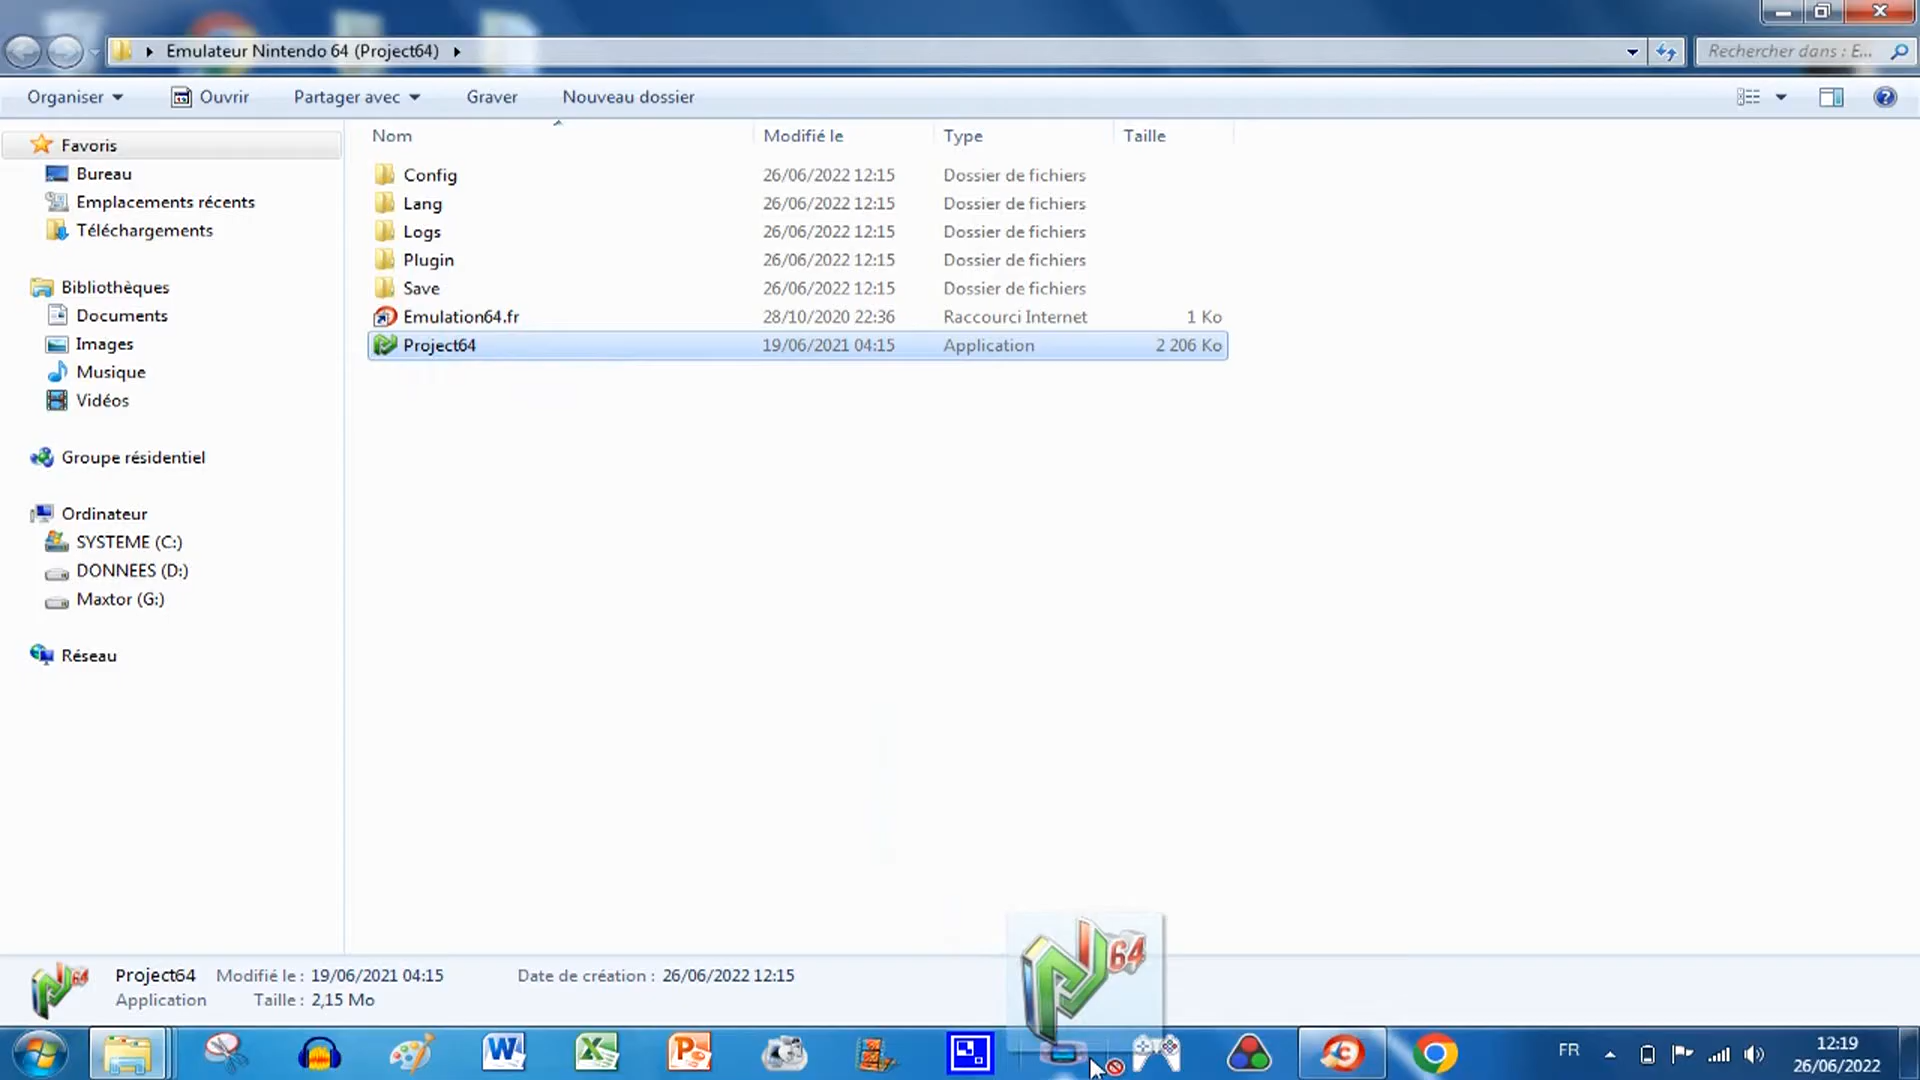 Emulateur Nintendo 64 (Project64)
Rechercher dans : E...
Organiser
Ouvrir
Partager avec
Graver
Nouveau dossier
Nom
Modifié le
Type
Taille
Favoris
Bureau
Emplacements récents
Téléchargements
Bibliothèques
Documents
Images
Musique
Vidéos
Groupe résidentiel
Ordinateur
SYSTEME (C:)
DONNEES (D:)
Maxtor (G:)
Réseau
Config 26/06/2022 12:15 Dossier de fichiers
Lang 26/06/2022 12:15 Dossier de fichiers
Logs 26/06/2022 12:15 Dossier de fichiers
Plugin 26/06/2022 12:15 Dossier de fichiers
Save 26/06/2022 12:15 Dossier de fichiers
Emulation64.fr 28/10/2020 22:36 Raccourci Internet 1 Ko
Project64 19/06/2021 04:15 Application 2 206 Ko
64
Project64 Modifié le : 19/06/2021 04:15 Date de création : 26/06/2022 12:15
Application Taille : 2,15 Mo
FR
12:19
26/06/2022